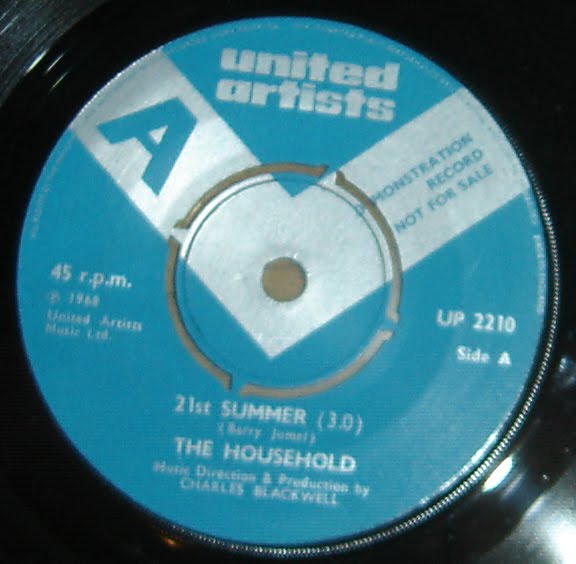 united
artists
A
DEMONSTRATION
RECORD
NOT FOR SALE
45 r.p.m.
℗ 1968
United Artists
Music Ltd.
UP 2210
Side A
21st SUMMER (3.0)
(Barry Jumel)
THE HOUSEHOLD
Music Direction & Production by
CHARLES BLACKWELL